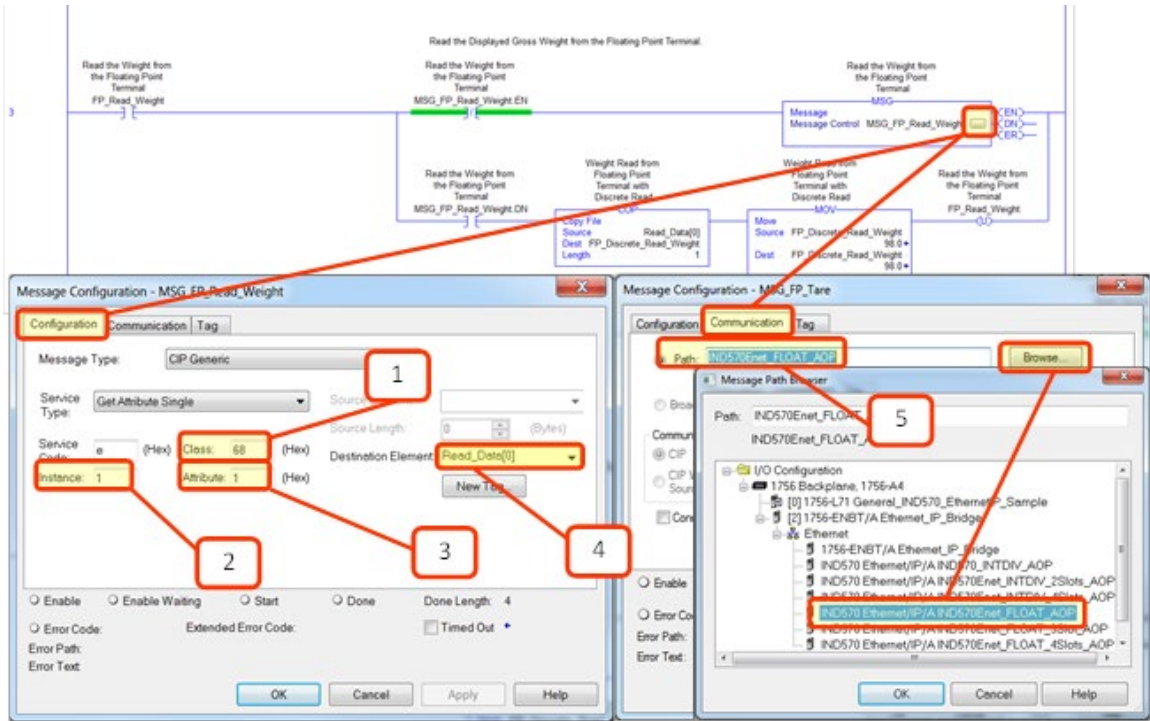 Read the Displayed Gross Weight from the Floating Point Terminal.
Read the Weight from
the Floating Point
Terminal
FP_Read_Weight
Read the Weight from
the Floating Point
Terminal
MSG_FP_Read_Weight.EN
Read the Weight from
the Floating Point
Terminal
MSG
Message
Message Control MSG_FP_Read_Weight
EN
DN
ER
3
Read the Weight from
the Floating Point
Terminal
MSG_FP_Read_Weight.DN
Weight Read from
Floating Point
Terminal with
Discrete Read
COP
Copy File
Source Read_Data[0]
Dest FP_Discrete_Read_Weight
Length 1
Weight Read from
Floating Point
Terminal with
Discrete Read
MOV
Move
Source FP_Discrete_Read_Weight
98.0
Dest FP_Discrete_Read_Weight
98.0
Read the Weight from
the Floating Point
Terminal
FP_Read_Weight
U
Message Configuration - MSG_FP_Read_Weight
Configuration Communication Tag
Message Type: CIP Generic
1
Service
Type: Get Attribute Single
Source
Source Length: 0 (Bytes)
Service
Code: e (Hex) Class: 68 (Hex)
Destination Element: Read_Data[0]
Instance: 1 Attribute: 1 (Hex)
New Tag...
2
3
4
Enable Enable Waiting Start Done Done Length: 4
Error Code: Extended Error Code: Timed Out
Error Path:
Error Text:
OK Cancel Apply Help
Message Configuration - MSG_FP_Tare
Configuration Communication Tag
Path: IND570Enet_FLOAT_AOP Browse...
Broa
Commun
CIP
CIP W
Sour
Con
Enable
Error Co
Error Path:
Error Text:
Message Path Browser
Path: IND570Enet_FLOAT
5
IND570Enet_FLOAT_
I/O Configuration
1756 Backplane, 1756-A4
[0] 1756-L71 General_IND570_EthernetIP_Sample
[2] 1756-ENBT/A Ethernet_IP_Bridge
Ethernet
1756-ENBT/A Ethernet_IP_Bridge
IND570 Ethernet/IP/A IND570_INTDIV_AOP
IND570 Ethernet/IP/A IND570Enet_INTDIV_2Slots_AOP
IND570 Ethernet/IP/A IND570Enet_FLOAT_AOP
IND570 Ethernet/IP/A IND570Enet_FLOAT_4Slots_AOP
OK Cancel Help